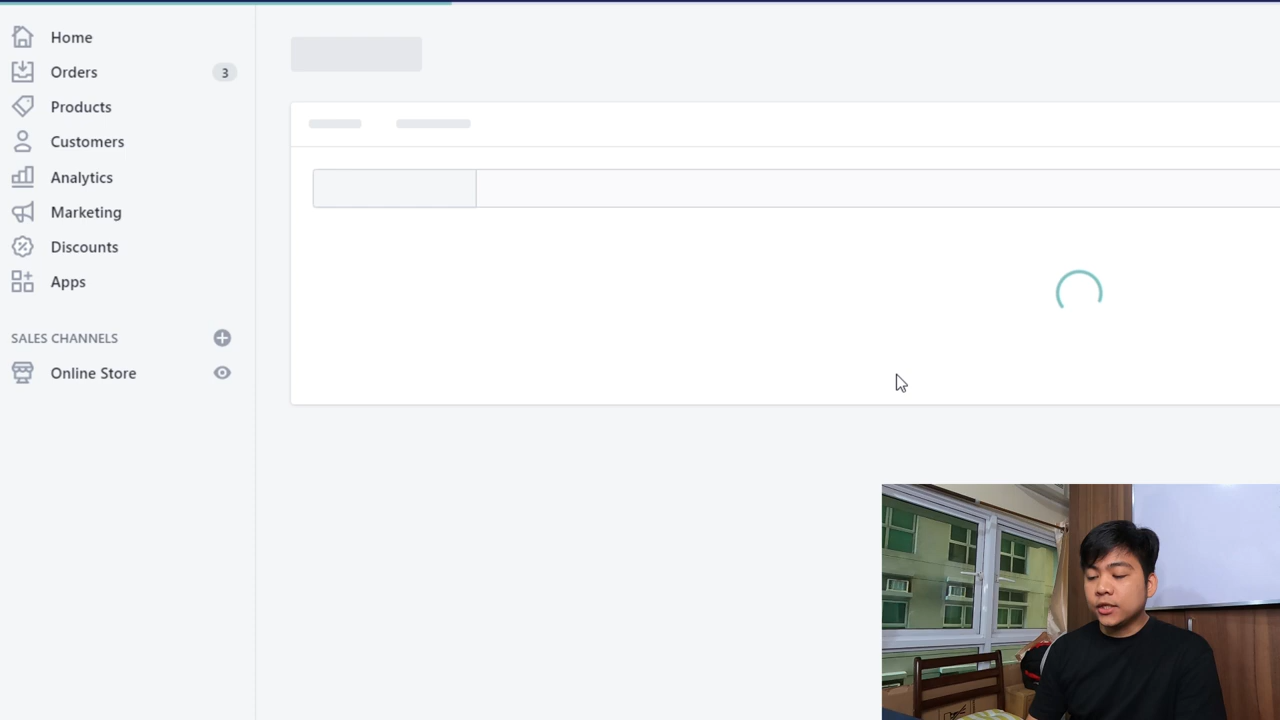 Home
Orders 3
Products
Customers
Analytics
Marketing
Discounts
Apps
SALES CHANNELS
Online Store